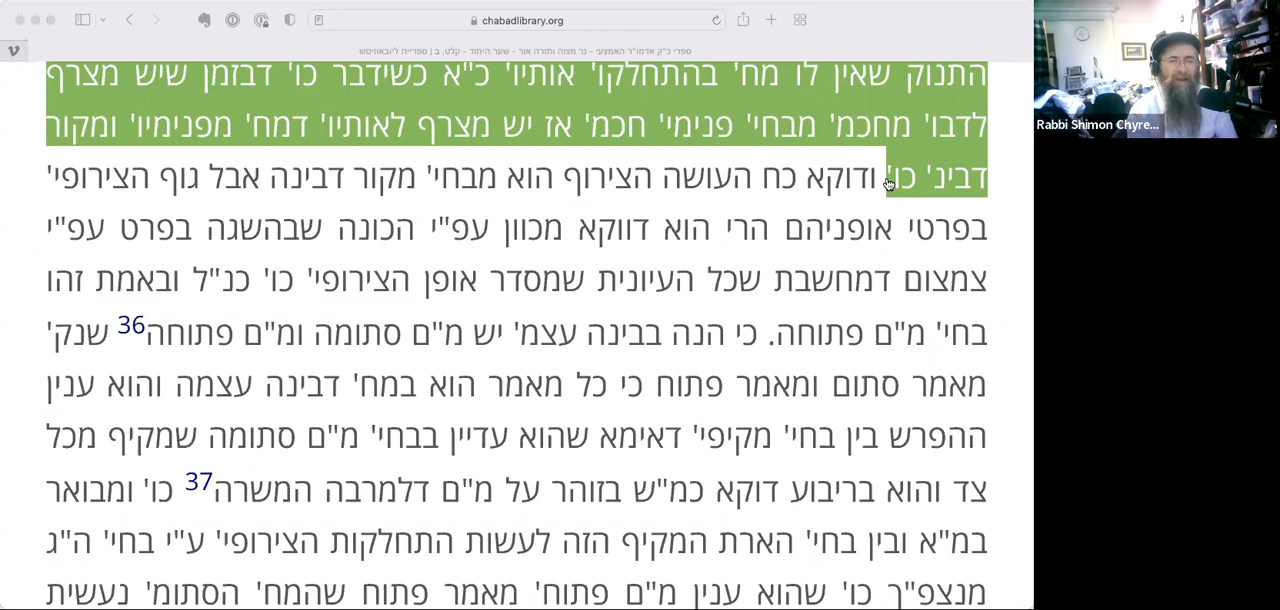 chabadlibrary.org
ספרי כ"ק אדמו"ר האמצעי - נר מצוה ותורה אור - שער היחוד - קלט, ב | ספריית ליובאוויטש
התנוק שאין לו מח' בהתחלקו' אותיו' כ"א כשידבר כו' דבזמן שיש מצרף
לדבו' מחכמ' מבחי' פנימי' חכמ' אז יש מצרף לאותיו' דמח' מפנימיו' ומקור
דבינ' כו' ודוקא כח העושה הצירוף הוא מבחי' מקור דבינה אבל גוף הצירופי'
בפרטי אופניהם הרי הוא דווקא מכוון עפ"י הכונה שבהשגה בפרט עפ"י
צמצום דמחשבת שכל העיונית שמסדר אופן הצירופי' כו' כנ"ל ובאמת זהו
בחי' מ"ם פתוחה. כי הנה בבינה עצמ' יש מ"ם סתומה ומ"ם פתוחה36 שנק'
מאמר סתום ומאמר פתוח כי כל מאמר הוא במח' דבינה עצמה והוא ענין
ההפרש בין בחי' מקיפי' דאימא שהוא עדיין בבחי' מ"ם סתומה שמקיף מכל
צד והוא בריבוע דוקא כמ"ש בזוהר על מ"ם דלמרבה המשרה37 כו' ומבואר
במ"א ובין בחי' הארת המקיף הזה לעשות התחלקות הצירופי' ע"י בחי' ה"ג
מנצפ"ך כו' שהוא ענין מ"ם פתוח' מאמר פתוח שהמח' הסתומ' נעשית
Rabbi Shimon Chyre...